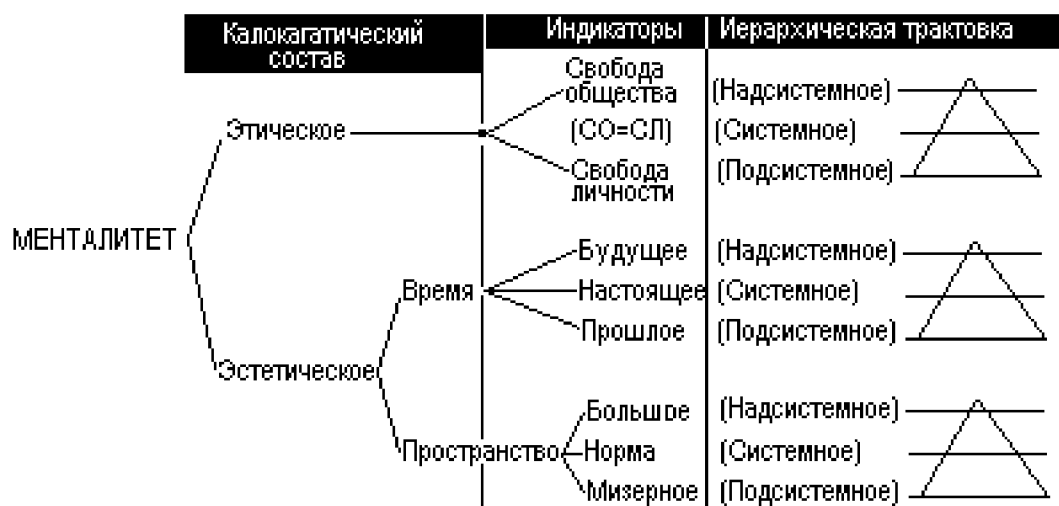 Калокагатический
состав
Индикаторы
Иерархическая трактовка
Свобода
общества
(Надсистемное)
Этическое
(СО=СЛ)
(Системное)
Свобода
личности
(Подсистемное)
МЕНТАЛИТЕТ
Будущее
(Надсистемное)
Время
Настоящее
(Системное)
Прошлое
(Подсистемное)
Эстетическое
Большое
(Надсистемное)
Пространство
Норма
(Системное)
Мизерное
(Подсистемное)